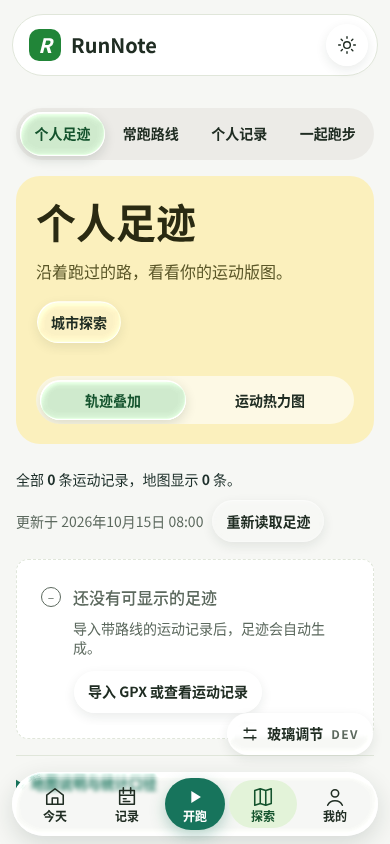 R RunNote
个人足迹 常跑路线 个人记录 一起跑步
个人足迹
沿着跑过的路，看看你的运动版图。
城市探索
轨迹叠加 运动热力图
全部 0 条运动记录，地图显示 0 条。
更新于 2026年10月15日 08:00 重新读取足迹
还没有可显示的足迹
导入带路线的运动记录后，足迹会自动生
成。
导入 GPX 或查看运动记录
玻璃调节 DEV
今天 记录 开跑 探索 我的